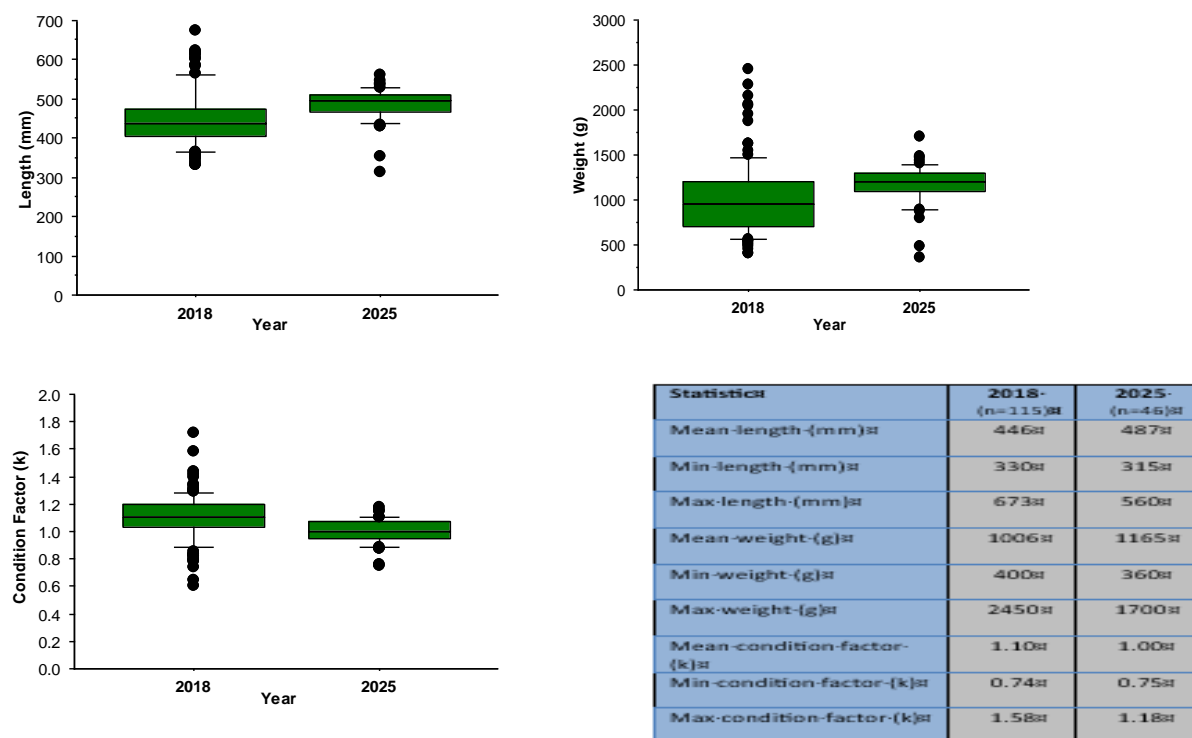 700
600
500
400
300
200
100
0
Length (mm)
2018
2025
Year
3000
2500
2000
1500
1000
500
0
Weight (g)
2018
2025
Year
2.0
1.8
1.6
1.4
1.2
1.0
0.8
0.6
0.4
0.2
0.0
Condition Factor (k)
2018
2025
Year
Statistic¤ 2018· (n=115)¤ 2025· (n=46)¤
Mean·length·(mm)¤ 446¤ 487¤
Min·length·(mm)¤ 330¤ 315¤
Max·length·(mm)¤ 673¤ 560¤
Mean·weight·(g)¤ 1006¤ 1165¤
Min·weight·(g)¤ 400¤ 360¤
Max·weight·(g)¤ 2450¤ 1700¤
Mean·condition·factor·
(k)¤ 1.10¤ 1.00¤
Min·condition·factor·(k)¤ 0.74¤ 0.75¤
Max·condition·factor·(k)¤ 1.58¤ 1.18¤